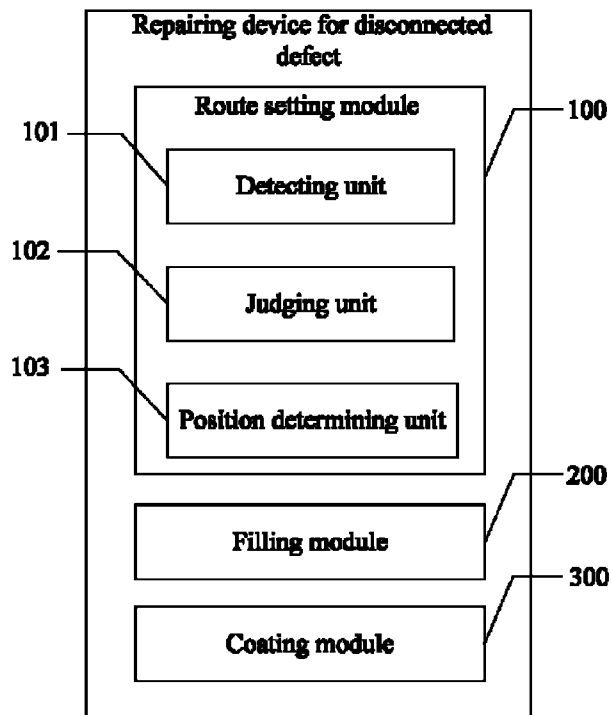 Repairing device for disconnected
defect
Route setting module
100
101
Detecting unit
102
Judging unit
103
Position determining unit
200
Filling module
300
Coating module